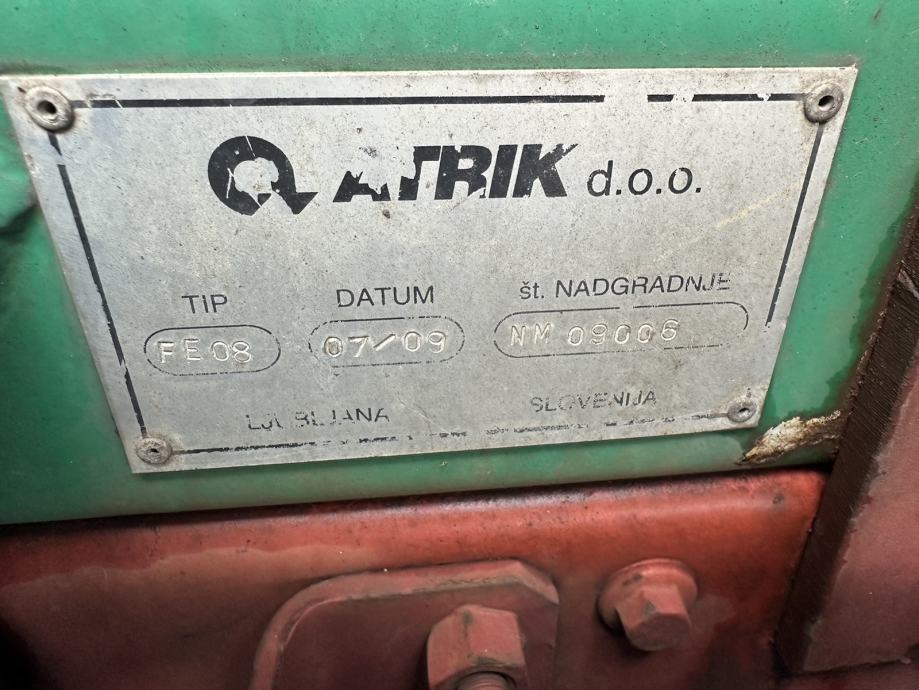 ATRIK d.o.o.
TIP DATUM št. NADGRADNJE
FE08 07/09 NM 09006
LJUBLJANA SLOVENIJA